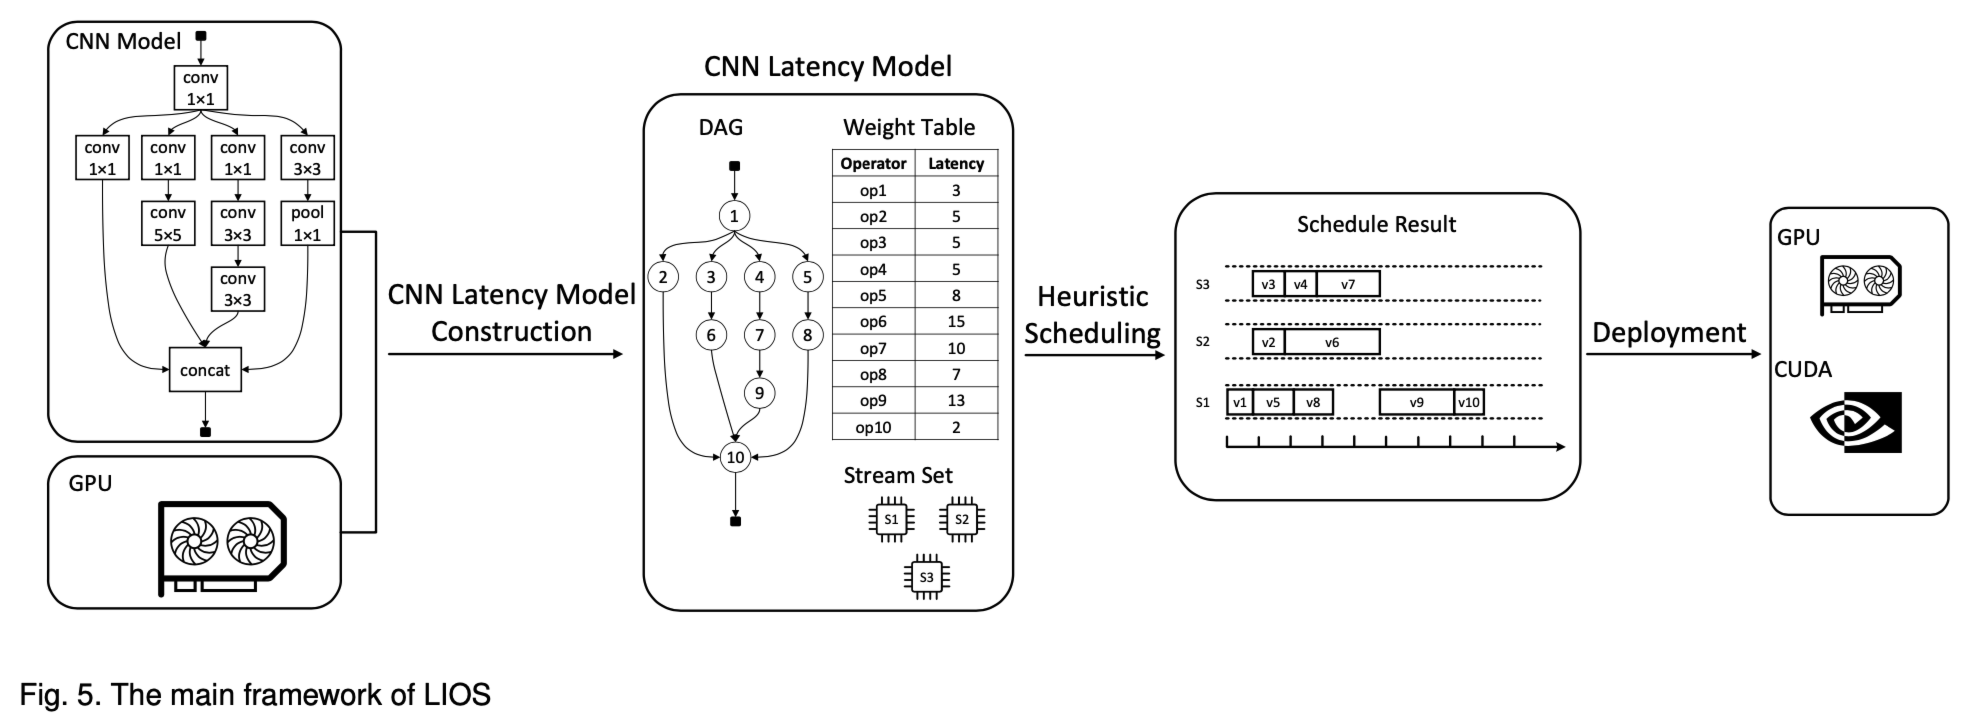 CNN Model
conv
1×1
conv
1×1
conv
1×1
conv
1×1
conv
3×3
conv
5×5
conv
3×3
pool
1×1
conv
3×3
concat
GPU
CNN Latency Model
Construction
CNN Latency Model
DAG
1
2 3 4 5
6 7 8
9
10
Weight Table
Operator Latency
op1 3
op2 5
op3 5
op4 5
op5 8
op6 15
op7 10
op8 7
op9 13
op10 2
Stream Set
S1 S2
S3
Heuristic
Scheduling
Schedule Result
S3 v3 v4 v7
S2 v2 v6
S1 v1 v5 v8 v9 v10
Deployment
GPU
CUDA
Fig. 5. The main framework of LIOS